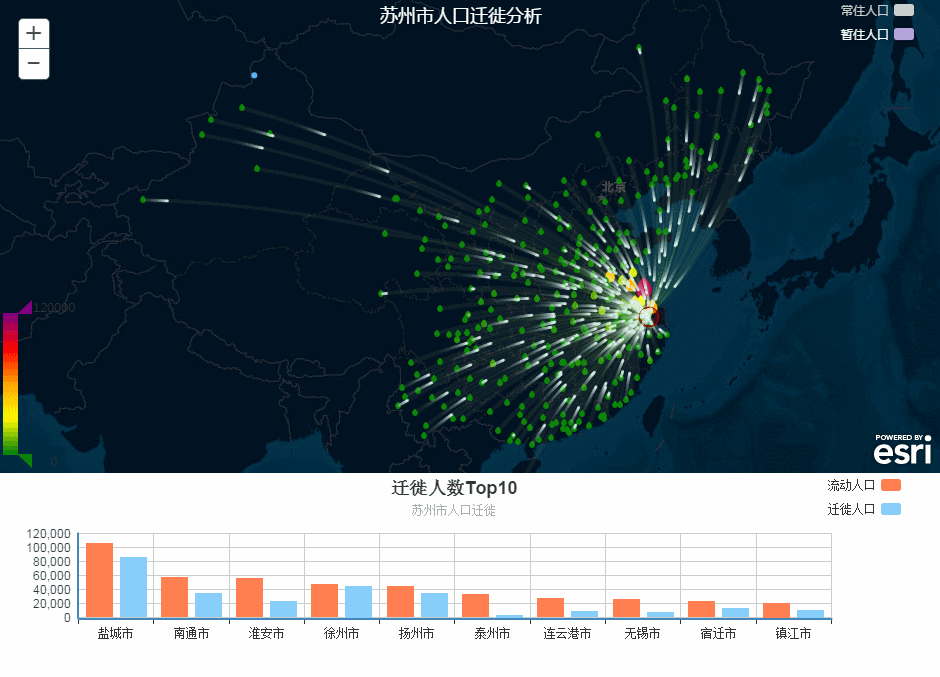 苏州市人口迁徙分析
常住人口
暂住人口
+
−
北京
120000
0
POWERED BY
esri
迁徙人数Top10
苏州市人口迁徙
流动人口
迁徙人口
120,000
100,000
80,000
60,000
40,000
20,000
0
盐城市 南通市 淮安市 徐州市 扬州市 泰州市 连云港市 无锡市 宿迁市 镇江市